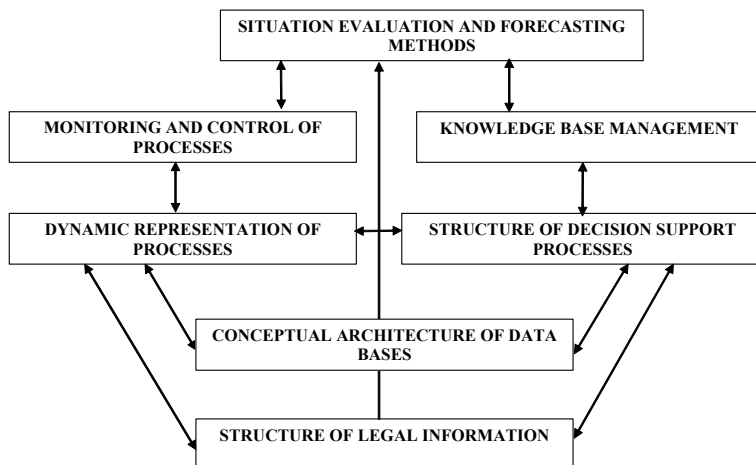 SITUATION EVALUATION AND FORECASTING
METHODS
MONITORING AND CONTROL OF
PROCESSES
KNOWLEDGE BASE MANAGEMENT
DYNAMIC REPRESENTATION OF
PROCESSES
STRUCTURE OF DECISION SUPPORT
PROCESSES
CONCEPTUAL ARCHITECTURE OF DATA
BASES
STRUCTURE OF LEGAL INFORMATION